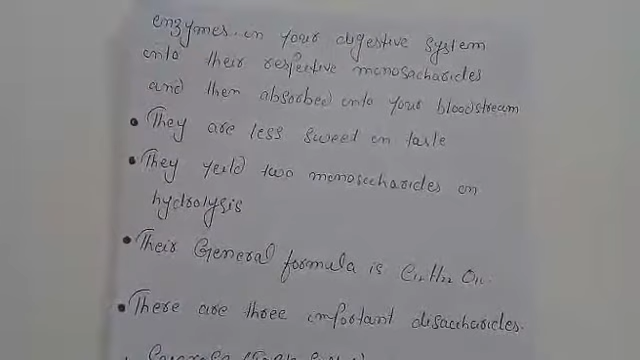 enzymes in your digestive system
into their respective monosacharides
and then absorbed into your bloodstream
• They are less sweet in taste
• They yeild two monosaccharides on
hydrolysis
• Their General formula is C₁₂H₂₂O₁₁.
• There are three important disaccharides.